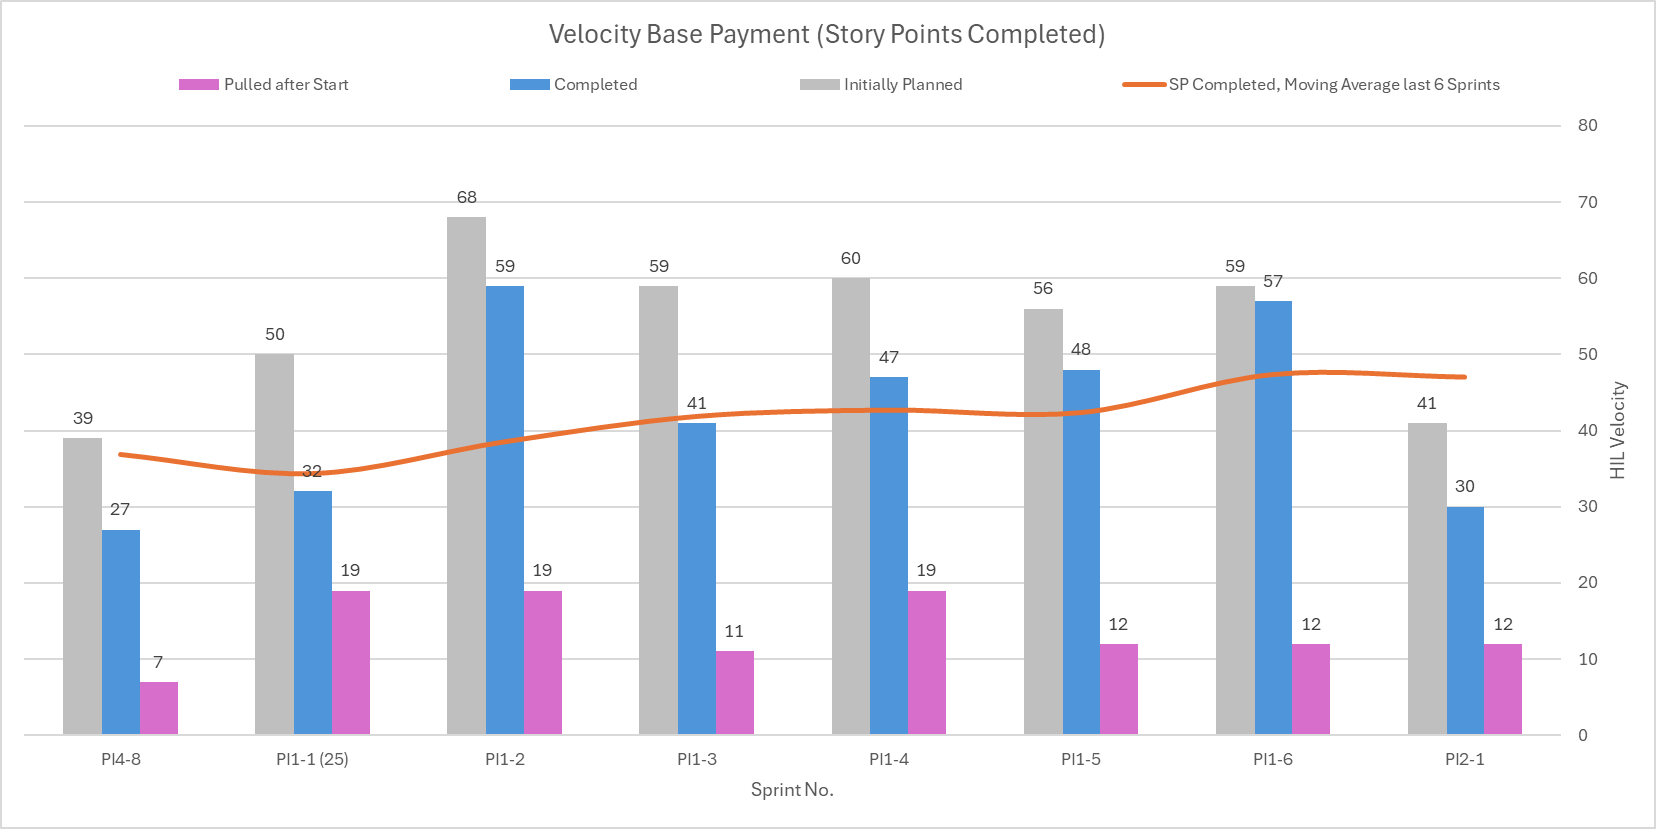 Velocity Base Payment (Story Points Completed)
Pulled after Start
Completed
Initially Planned
SP Completed, Moving Average last 6 Sprints
80
70
60
50
40
30
20
10
0
HIL Velocity
39
27
7
50
32
19
68
59
19
59
41
11
60
47
19
56
48
12
59
57
12
41
30
12
PI4-8
PI1-1 (25)
PI1-2
PI1-3
PI1-4
PI1-5
PI1-6
PI2-1
Sprint No.